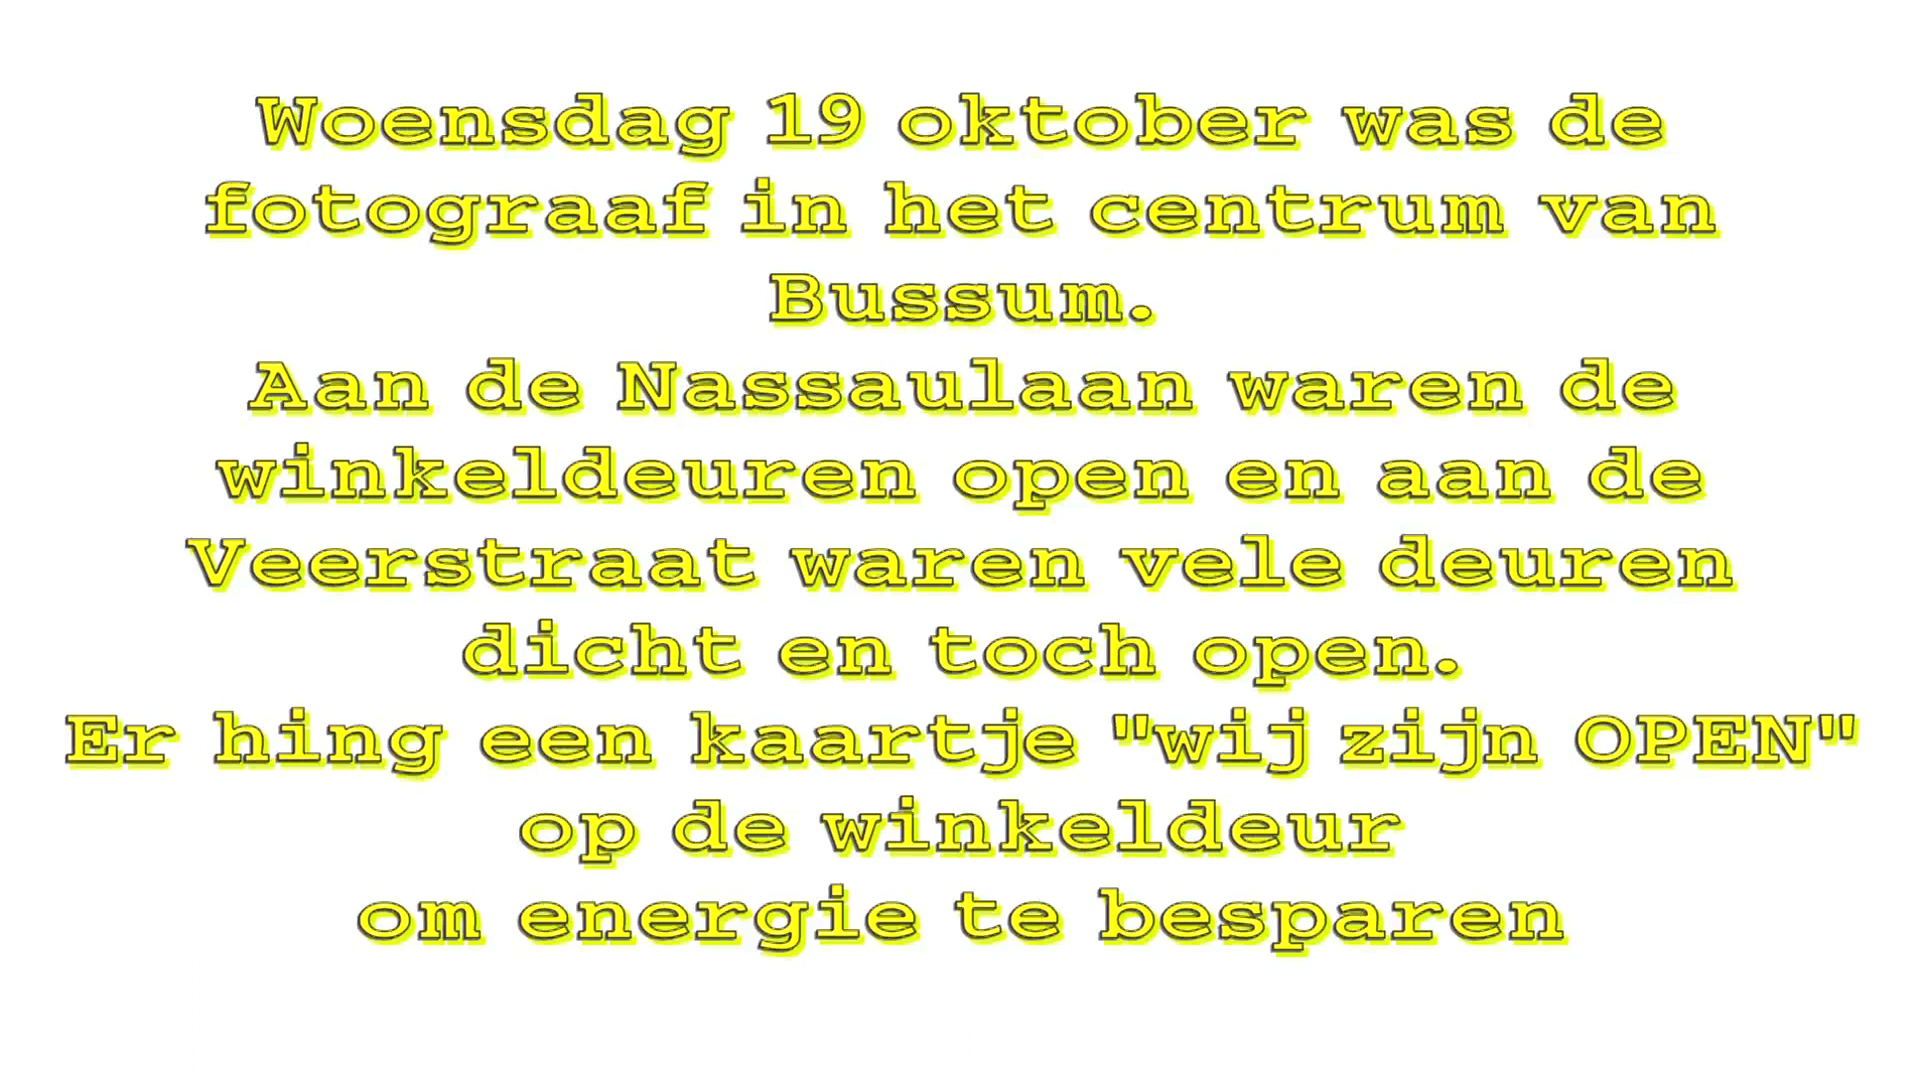 Woensdag 19 oktober was de
fotograaf in het centrum van
Bussum.
Aan de Nassaulaan waren de
winkeldeuren open en aan de
Veerstraat waren vele deuren
dicht en toch open.
Er hing een kaartje "wij zijn OPEN"
op de winkeldeur
om energie te besparen